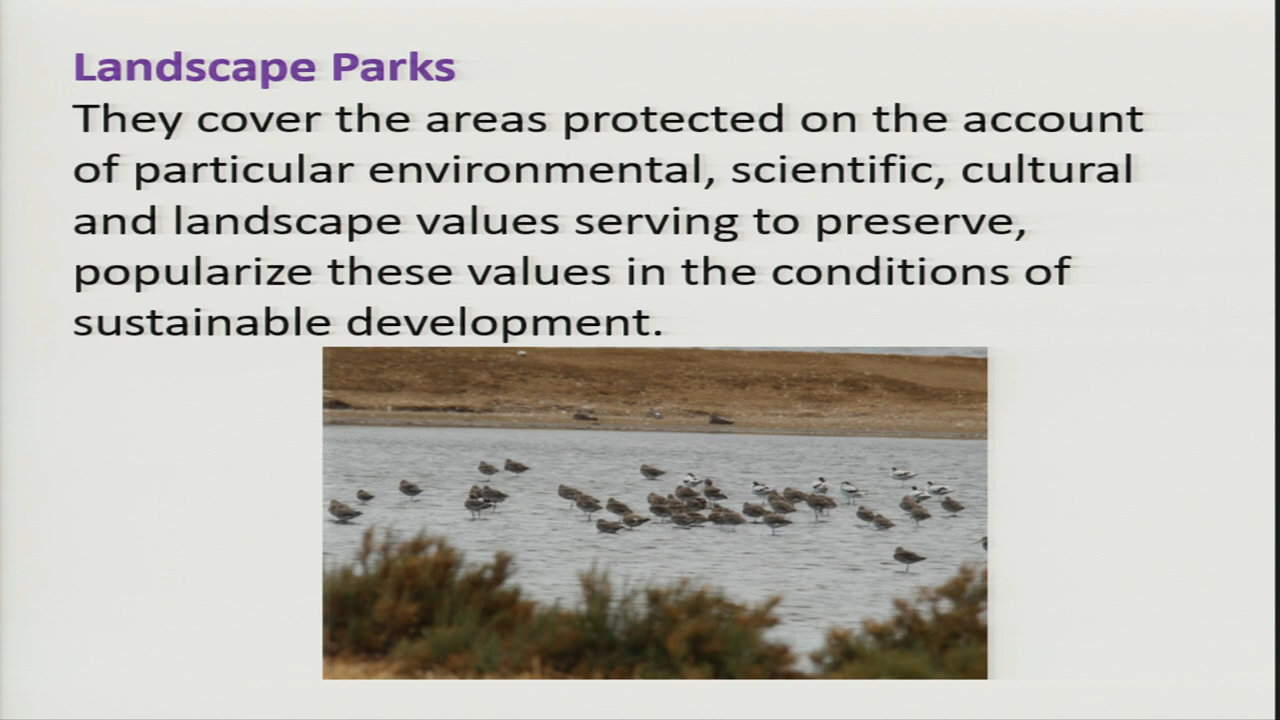 Landscape Parks
They cover the areas protected on the account
of particular environmental, scientific, cultural
and landscape values serving to preserve,
popularize these values in the conditions of
sustainable development.